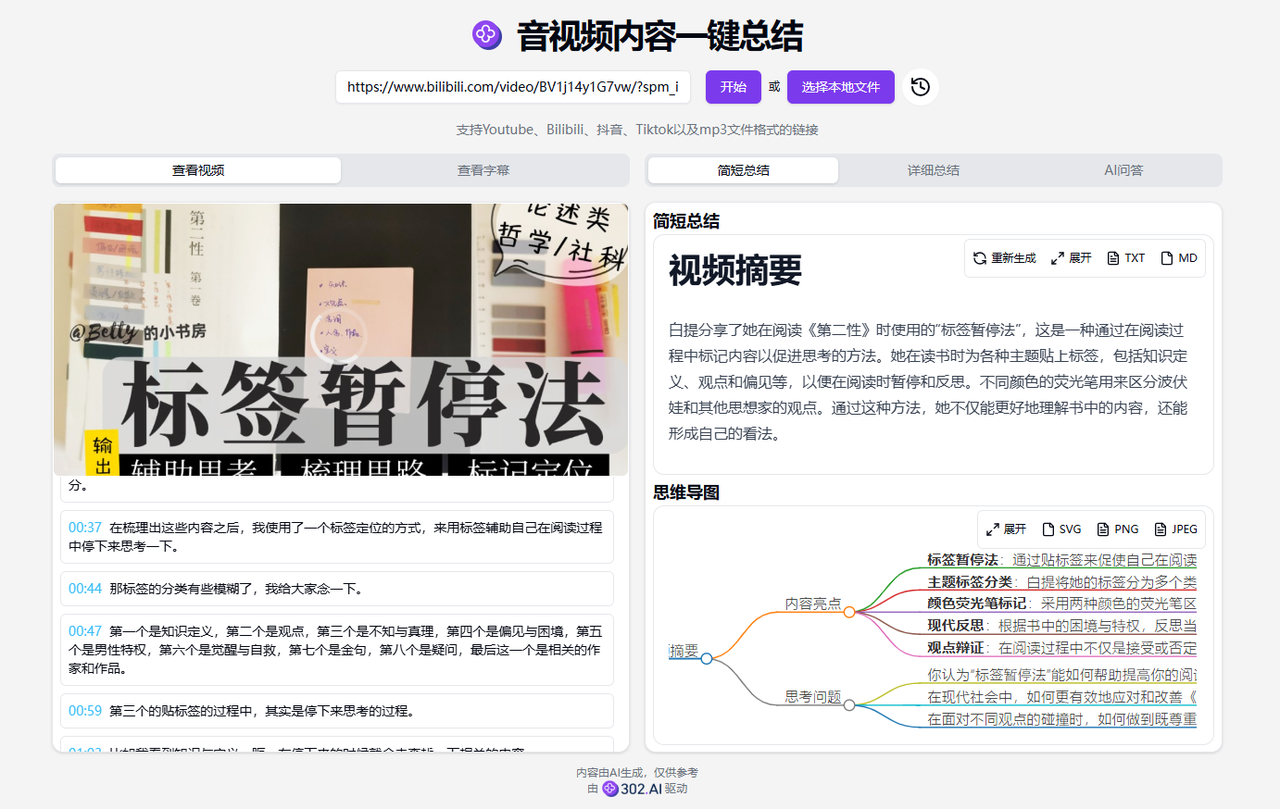 音视频内容一键总结
https://www.bilibili.com/video/BV1j14y1G7vw/?spm_i
开始
或
选择本地文件
支持Youtube、Bilibili、抖音、Tiktok以及mp3文件格式的链接
查看视频
查看字幕
第二性
第一卷
论述类
哲学/社科
@Betty 的小书房
标签暂停法
输出
辅助思考
梳理思路
标记定位
分。
00:37 在梳理出这些内容之后，我使用了一个标签定位的方式，来用标签辅助自己在阅读过程
中停下来思考一下。
00:44 那标签的分类有些模糊了，我给大家念一下。
00:47 第一个是知识定义，第二个是观点，第三个是不知与真理，第四个是偏见与困境，第五
个是男性特权，第六个是觉醒与自救，第七个是金句，第八个是疑问，最后这一个是相关的作
家和作品。
00:59 第三个的贴标签的过程中，其实是停下来思考的过程。
简短总结
详细总结
AI问答
简短总结
重新生成
展开
TXT
MD
视频摘要
白提分享了她在阅读《第二性》时使用的“标签暂停法”，这是一种通过在阅读过
程中标记内容以促进思考的方法。她在读书时为各种主题贴上标签，包括知识定
义、观点和偏见等，以便在阅读时暂停和反思。不同颜色的荧光笔用来区分波伏
娃和其他思想家的观点。通过这种方法，她不仅能更好地理解书中的内容，还能
形成自己的看法。
思维导图
展开
SVG
PNG
JPEG
摘要
内容亮点
标签暂停法：通过贴标签来促使自己在阅读
主题标签分类：白提将她的标签分为多个类
颜色荧光笔标记：采用两种颜色的荧光笔区
现代反思：根据书中的困境与特权，反思当
观点辩证：在阅读过程中不仅是接受或否定
思考问题
你认为“标签暂停法”能如何帮助提高你的阅
在现代社会中，如何更有效地应对和改善《
在面对不同观点的碰撞时，如何做到既尊重
内容由AI生成，仅供参考
由 302.AI 驱动